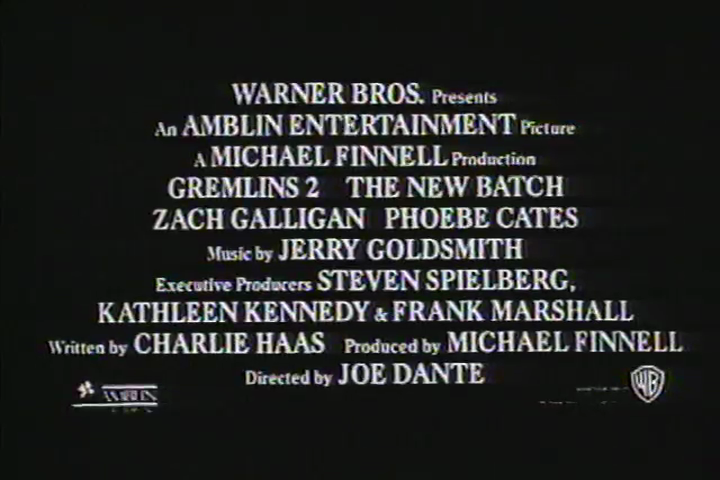 WARNER BROS. Presents
An AMBLIN ENTERTAINMENT Picture
A MICHAEL FINNELL Production
GREMLINS 2 THE NEW BATCH
ZACH GALLIGAN PHOEBE CATES
Music by JERRY GOLDSMITH
Executive Producers STEVEN SPIELBERG,
KATHLEEN KENNEDY & FRANK MARSHALL
Written by CHARLIE HAAS Produced by MICHAEL FINNELL
Directed by JOE DANTE
AMBLIN
WB